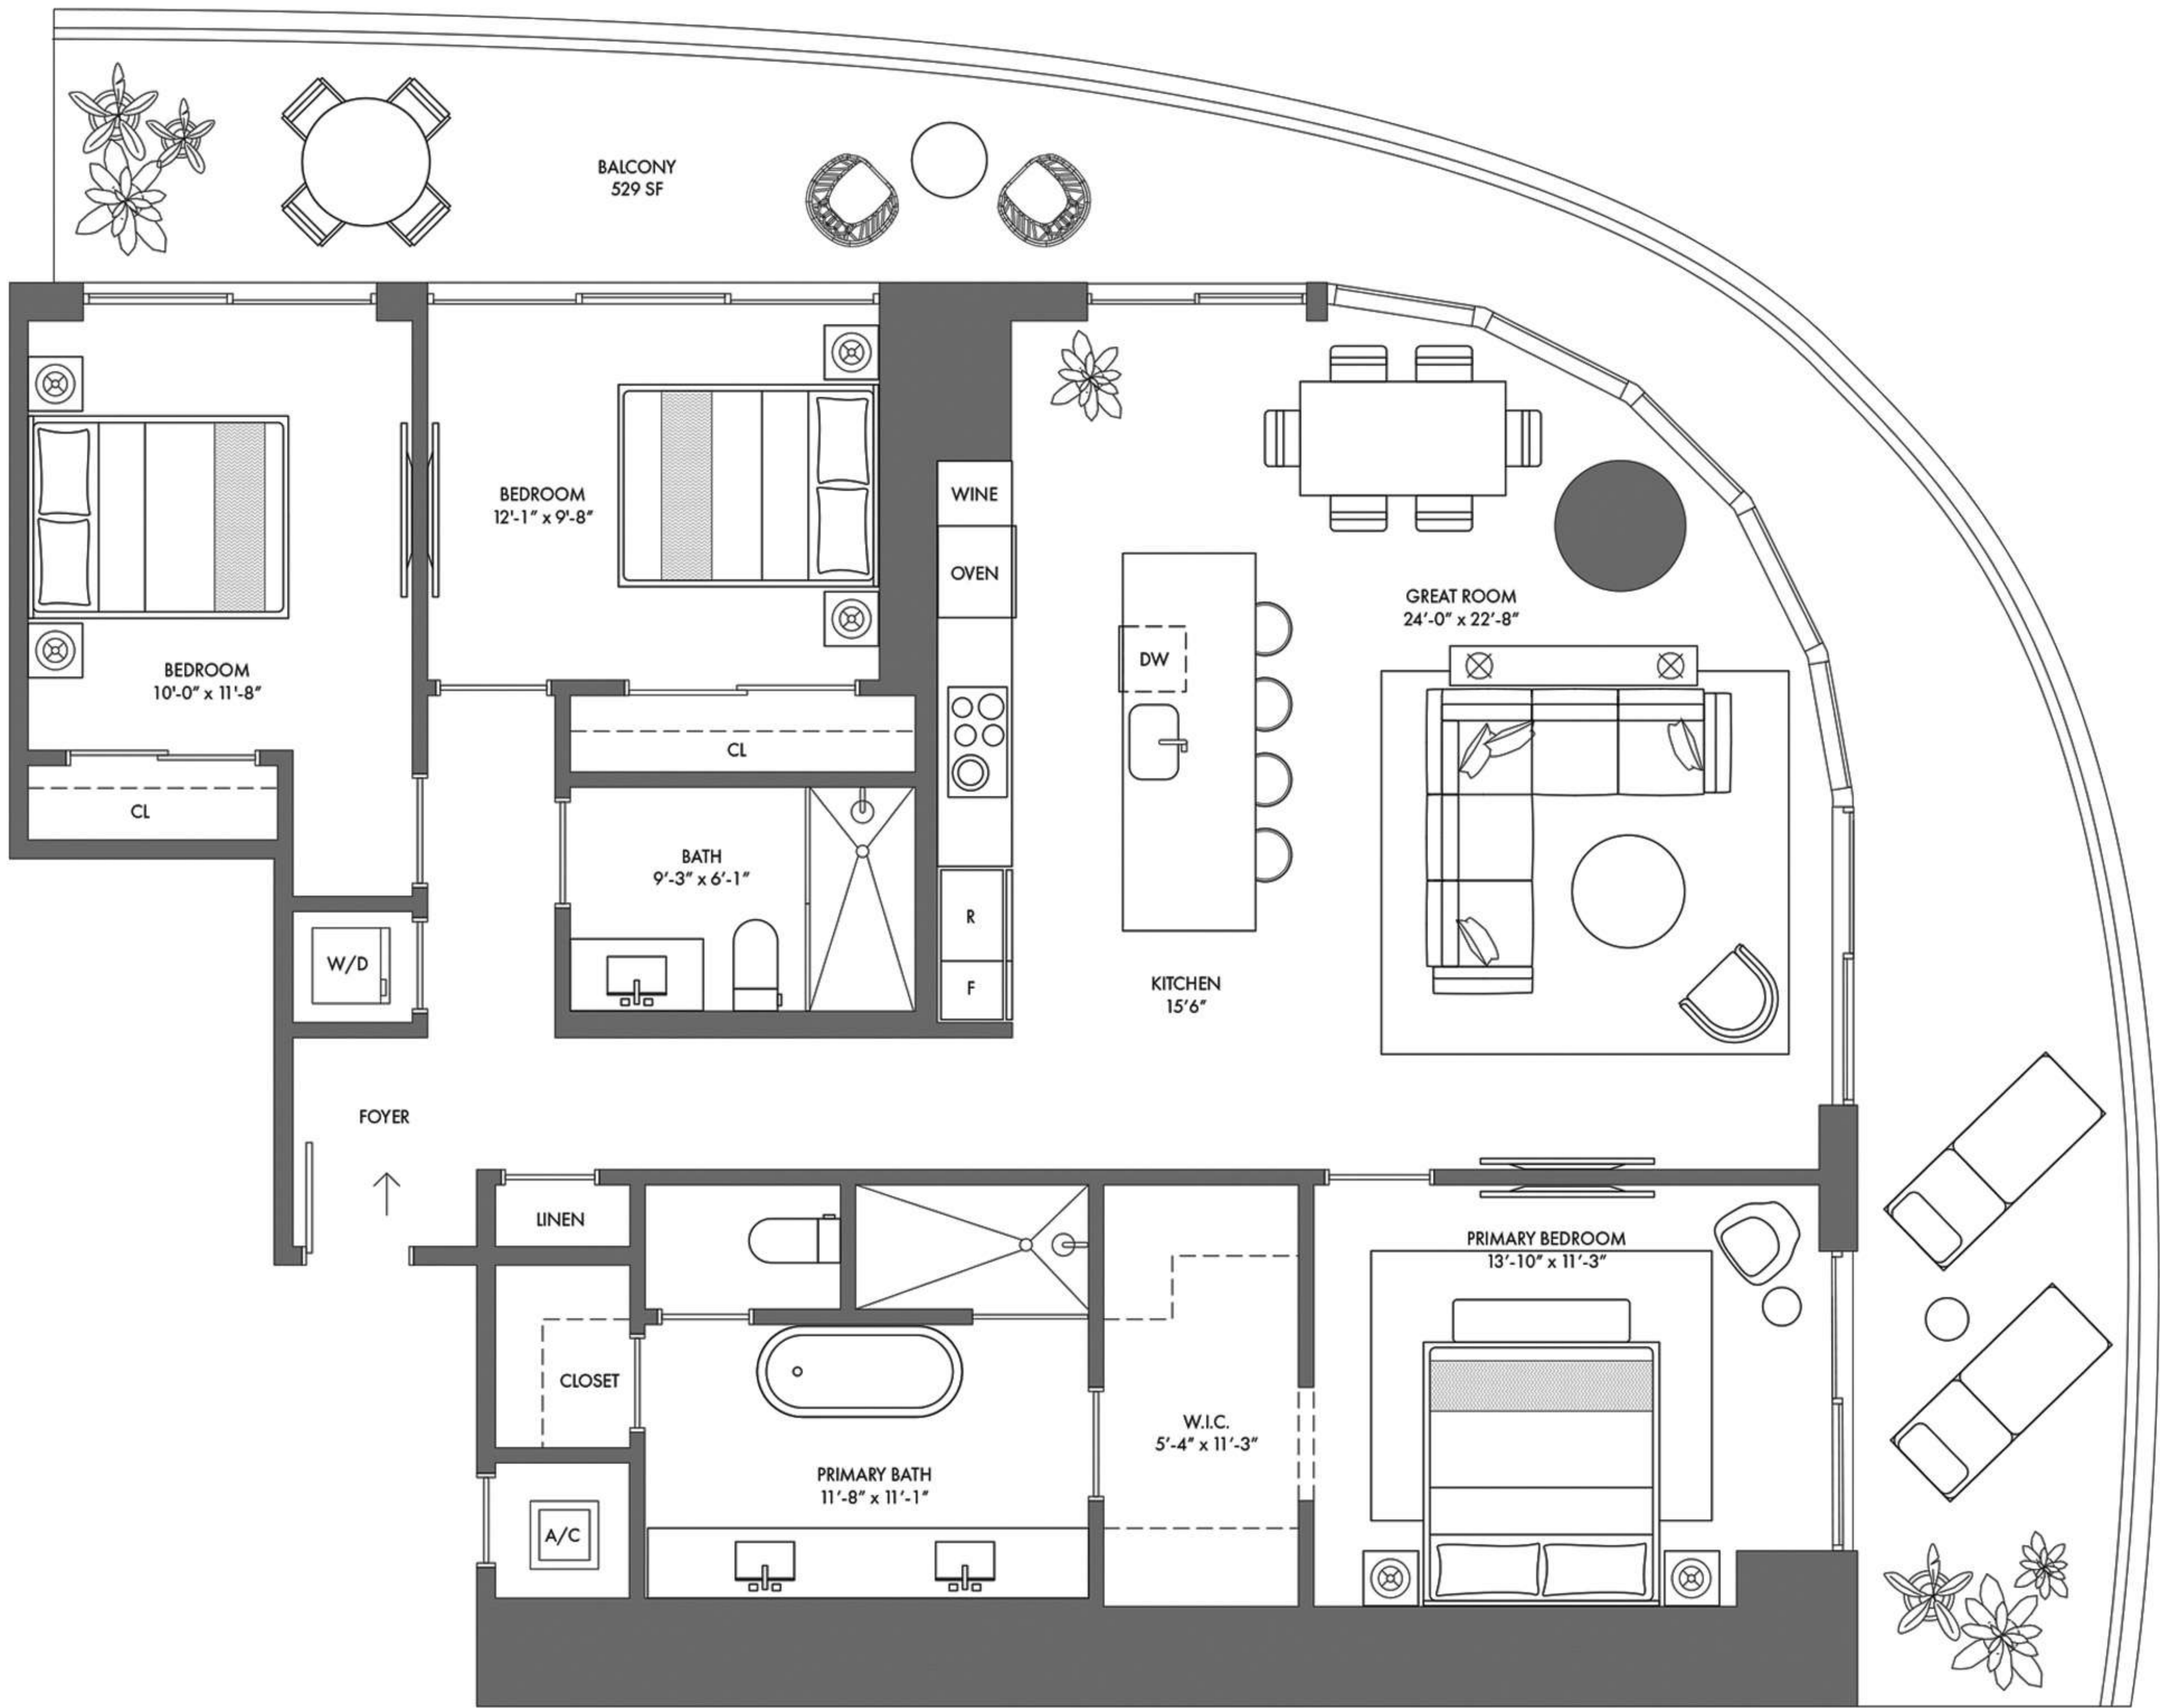 BALCONY
529 SF
BEDROOM
12'-1" x 9'-8"
WINE
OVEN
GREAT ROOM
24'-0" x 22'-8"
DW
BEDROOM
10'-0" x 11'-8"
CL
CL
BATH
9'-3" x 6'-1"
R
W/D
F
KITCHEN
15'6"
FOYER
LINEN
PRIMARY BEDROOM
13'-10" x 11'-3"
CLOSET
W.I.C.
5'-4" x 11'-3"
PRIMARY BATH
11'-8" x 11'-1"
A/C